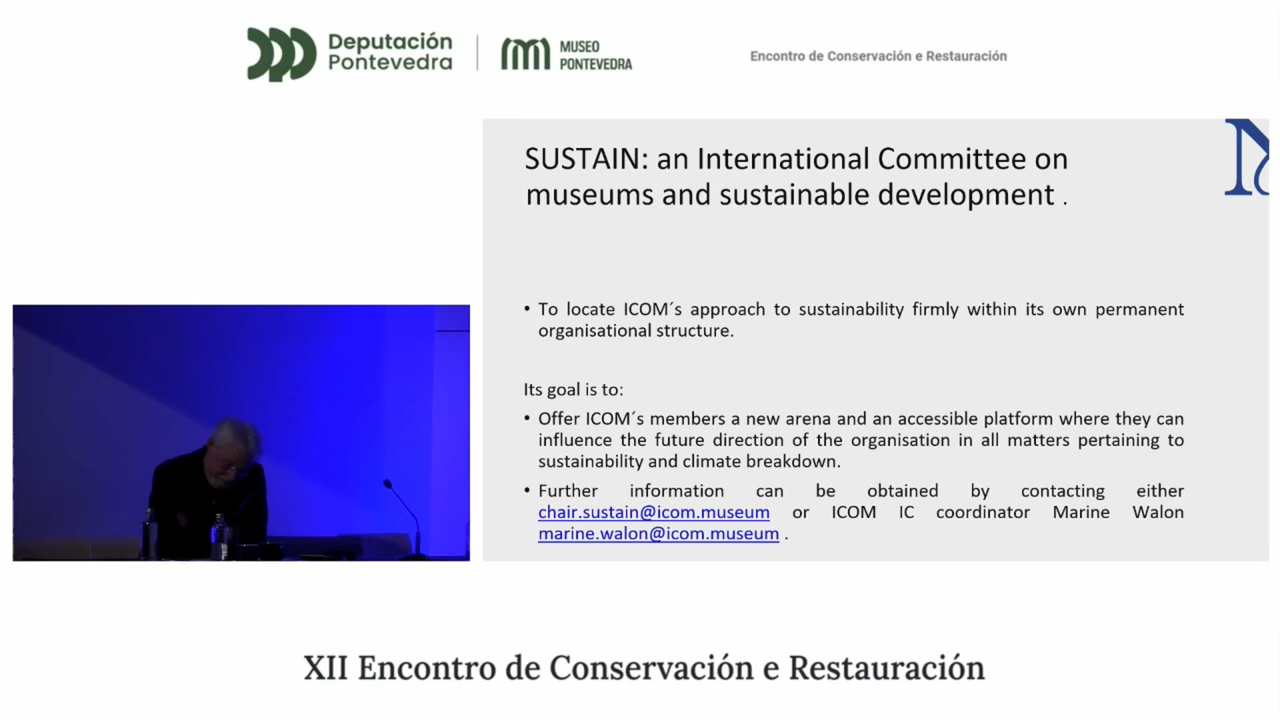 Deputación
Pontevedra
MUSEO
PONTEVEDRA
Encontro de Conservación e Restauración
SUSTAIN: an International Committee on
museums and sustainable development .
• To locate ICOM´s approach to sustainability firmly within its own permanent
organisational structure.
Its goal is to:
• Offer ICOM´s members a new arena and an accessible platform where they can
influence the future direction of the organisation in all matters pertaining to
sustainability and climate breakdown.
• Further information can be obtained by contacting either
chair.sustain@icom.museum or ICOM IC coordinator Marine Walon
marine.walon@icom.museum .
XII Encontro de Conservación e Restauración